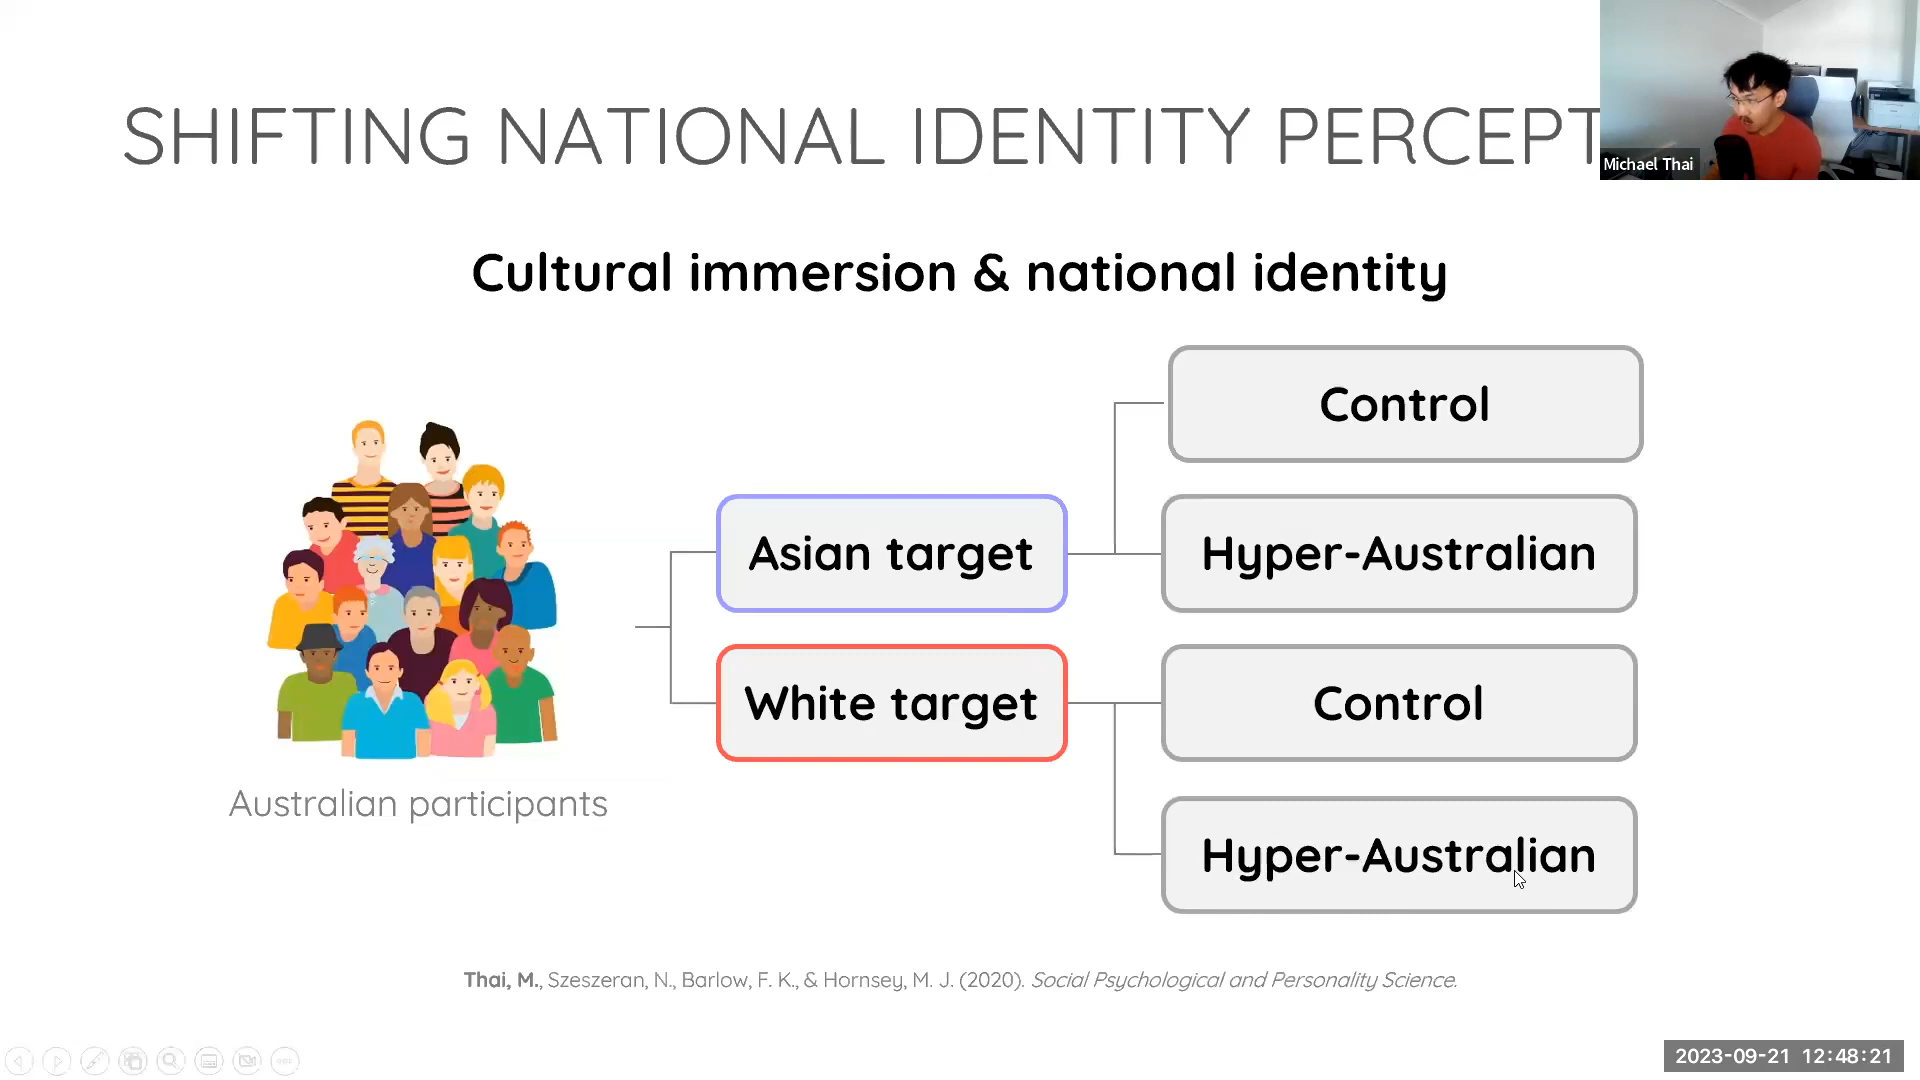 SHIFTING NATIONAL IDENTITY PERCEPT
Michael Thai
Cultural immersion & national identity
Control
Asian target
Hyper-Australian
White target
Control
Hyper-Australian
Australian participants
Thai, M., Szeszeran, N., Barlow, F. K., & Hornsey, M. J. (2020). Social Psychological and Personality Science.
2023-09-21 12:48:21